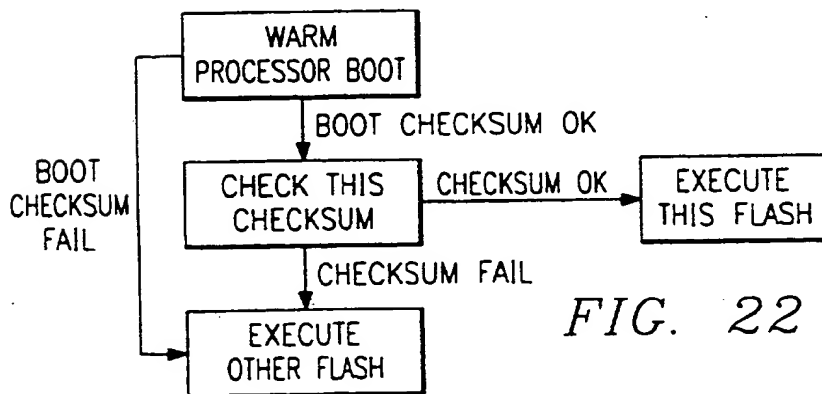 WARM
PROCESSOR BOOT
BOOT CHECKSUM OK
BOOT
CHECKSUM
FAIL
CHECK THIS
CHECKSUM
CHECKSUM OK
EXECUTE
THIS FLASH
CHECKSUM FAIL
EXECUTE
OTHER FLASH
FIG. 22